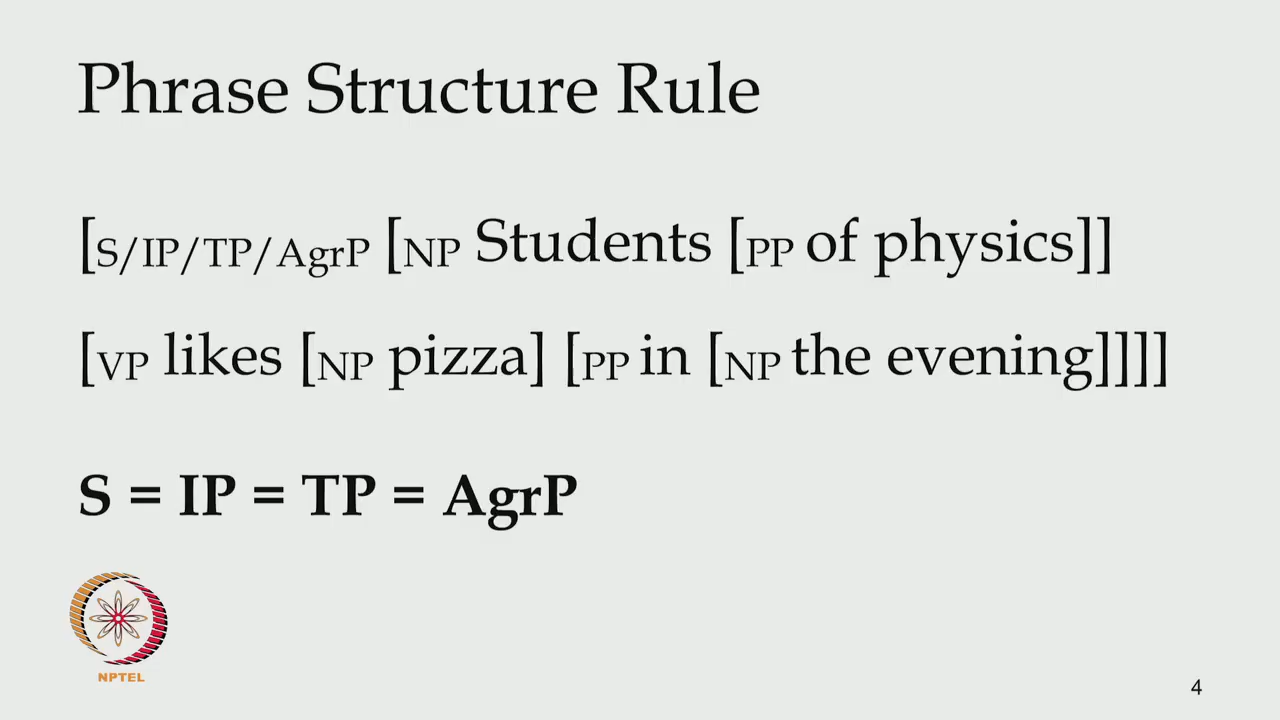 Phrase Structure Rule
[S/IP/TP/AgrP [NP Students [PP of physics]]
[VP likes [NP pizza] [PP in [NP the evening]]]]
S = IP = TP = AgrP
NPTEL
4